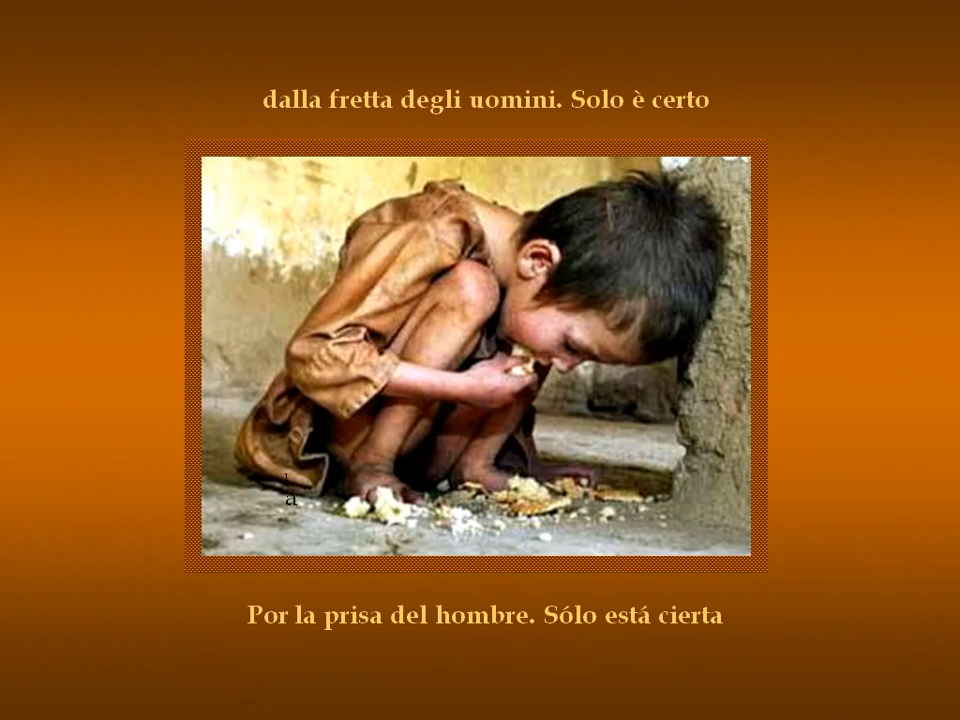 dalla fretta degli uomini. Solo è certo
a
Por la prisa del hombre. Sólo está cierta